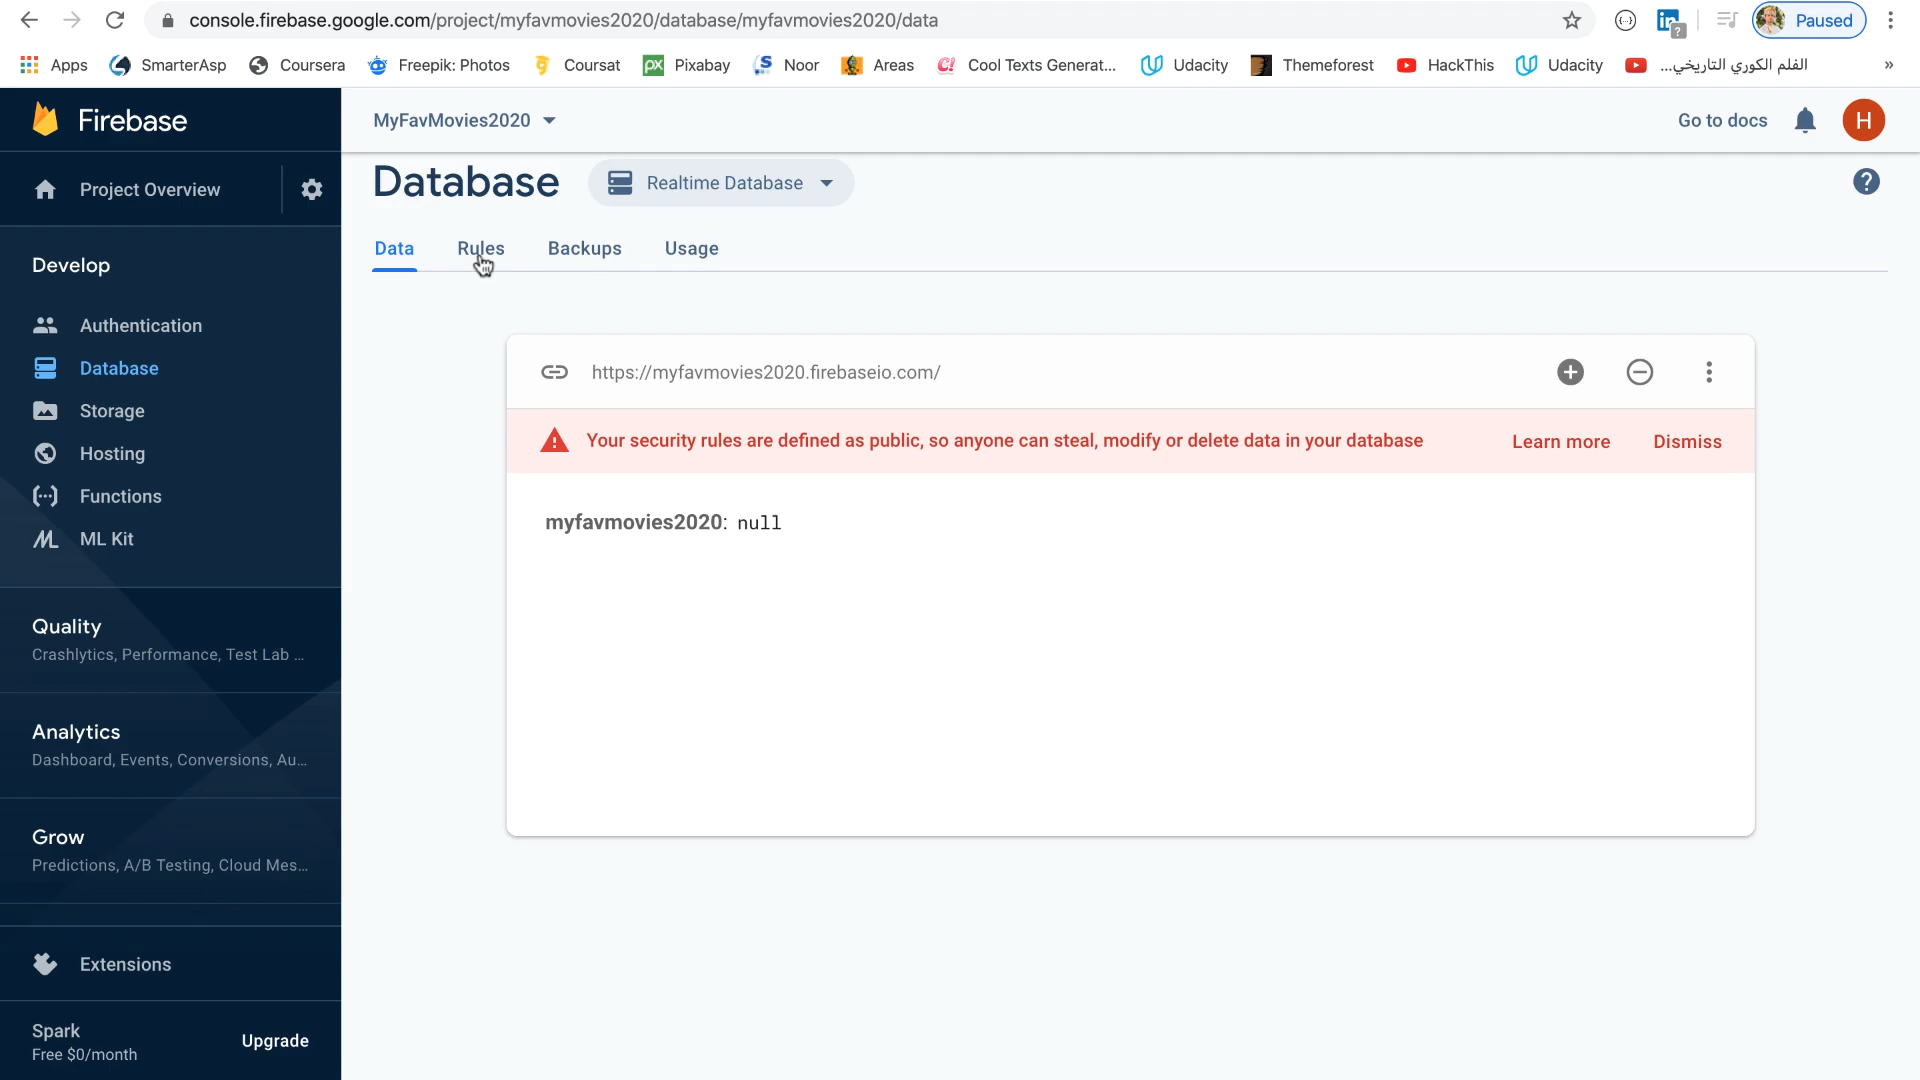 console.firebase.google.com/project/myfavmovies2020/database/myfavmovies2020/data
Paused
Apps SmarterAsp Coursera Freepik: Photos Coursat Pixabay Noor Areas Cool Texts Generat... Udacity Themeforest HackThis Udacity الفلم الكوري التاريخي... »
Firebase
MyFavMovies2020
Go to docs
H
Project Overview
Database
Realtime Database
?
Data Rules Backups Usage
Develop
Authentication
Database
Storage
Hosting
Functions
ML Kit
https://myfavmovies2020.firebaseio.com/
Your security rules are defined as public, so anyone can steal, modify or delete data in your database
Learn more
Dismiss
myfavmovies2020: null
Quality
Crashlytics, Performance, Test Lab ...
Analytics
Dashboard, Events, Conversions, Au...
Grow
Predictions, A/B Testing, Cloud Mes...
Extensions
Spark
Free $0/month
Upgrade